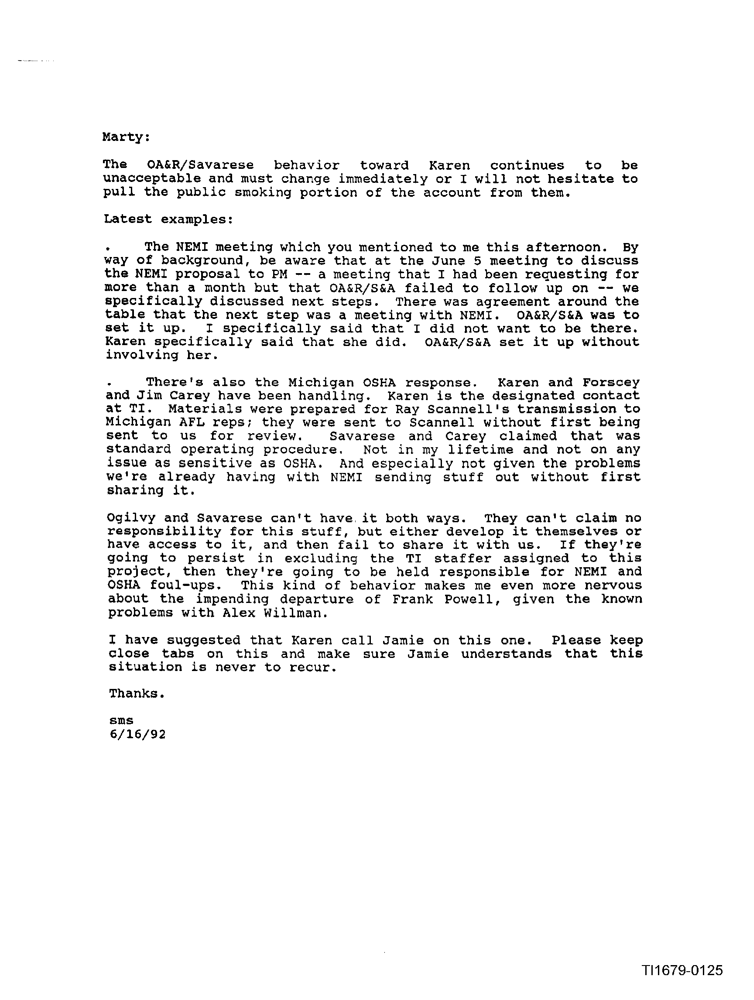 Marty:
The OA&R/Savarese behavior toward Karen continues to be
unacceptable and must change immediately or I will not hesitate to
pull the public smoking portion of the account from them.
Latest examples:
. The NEMI meeting which you mentioned to me this afternoon. By
way of background, be aware that at the June 5 meeting to discuss
the NEMI proposal to PM -- a meeting that I had been requesting for
more than a month but that OA&R/S&A failed to follow up on -- we
specifically discussed next steps. There was agreement around the
table that the next step was a meeting with NEMI. OA&R/S&A was to
set it up. I specifically said that I did not want to be there.
Karen specifically said that she did. OA&R/S&A set it up without
involving her.
. There's also the Michigan OSHA response. Karen and Forscey
and Jim Carey have been handling. Karen is the designated contact
at TI. Materials were prepared for Ray Scannell's transmission to
Michigan AFL reps; they were sent to Scannell without first being
sent to us for review. Savarese and Carey claimed that was
standard operating procedure. Not in my lifetime and not on any
issue as sensitive as OSHA. And especially not given the problems
we're already having with NEMI sending stuff out without first
sharing it.
Ogilvy and Savarese can't have it both ways. They can't claim no
responsibility for this stuff, but either develop it themselves or
have access to it, and then fail to share it with us. If they're
going to persist in excluding the TI staffer assigned to this
project, then they're going to be held responsible for NEMI and
OSHA foul-ups. This kind of behavior makes me even more nervous
about the impending departure of Frank Powell, given the known
problems with Alex Willman.
I have suggested that Karen call Jamie on this one. Please keep
close tabs on this and make sure Jamie understands that this
situation is never to recur.
Thanks.
sms
6/16/92
TI1679-0125